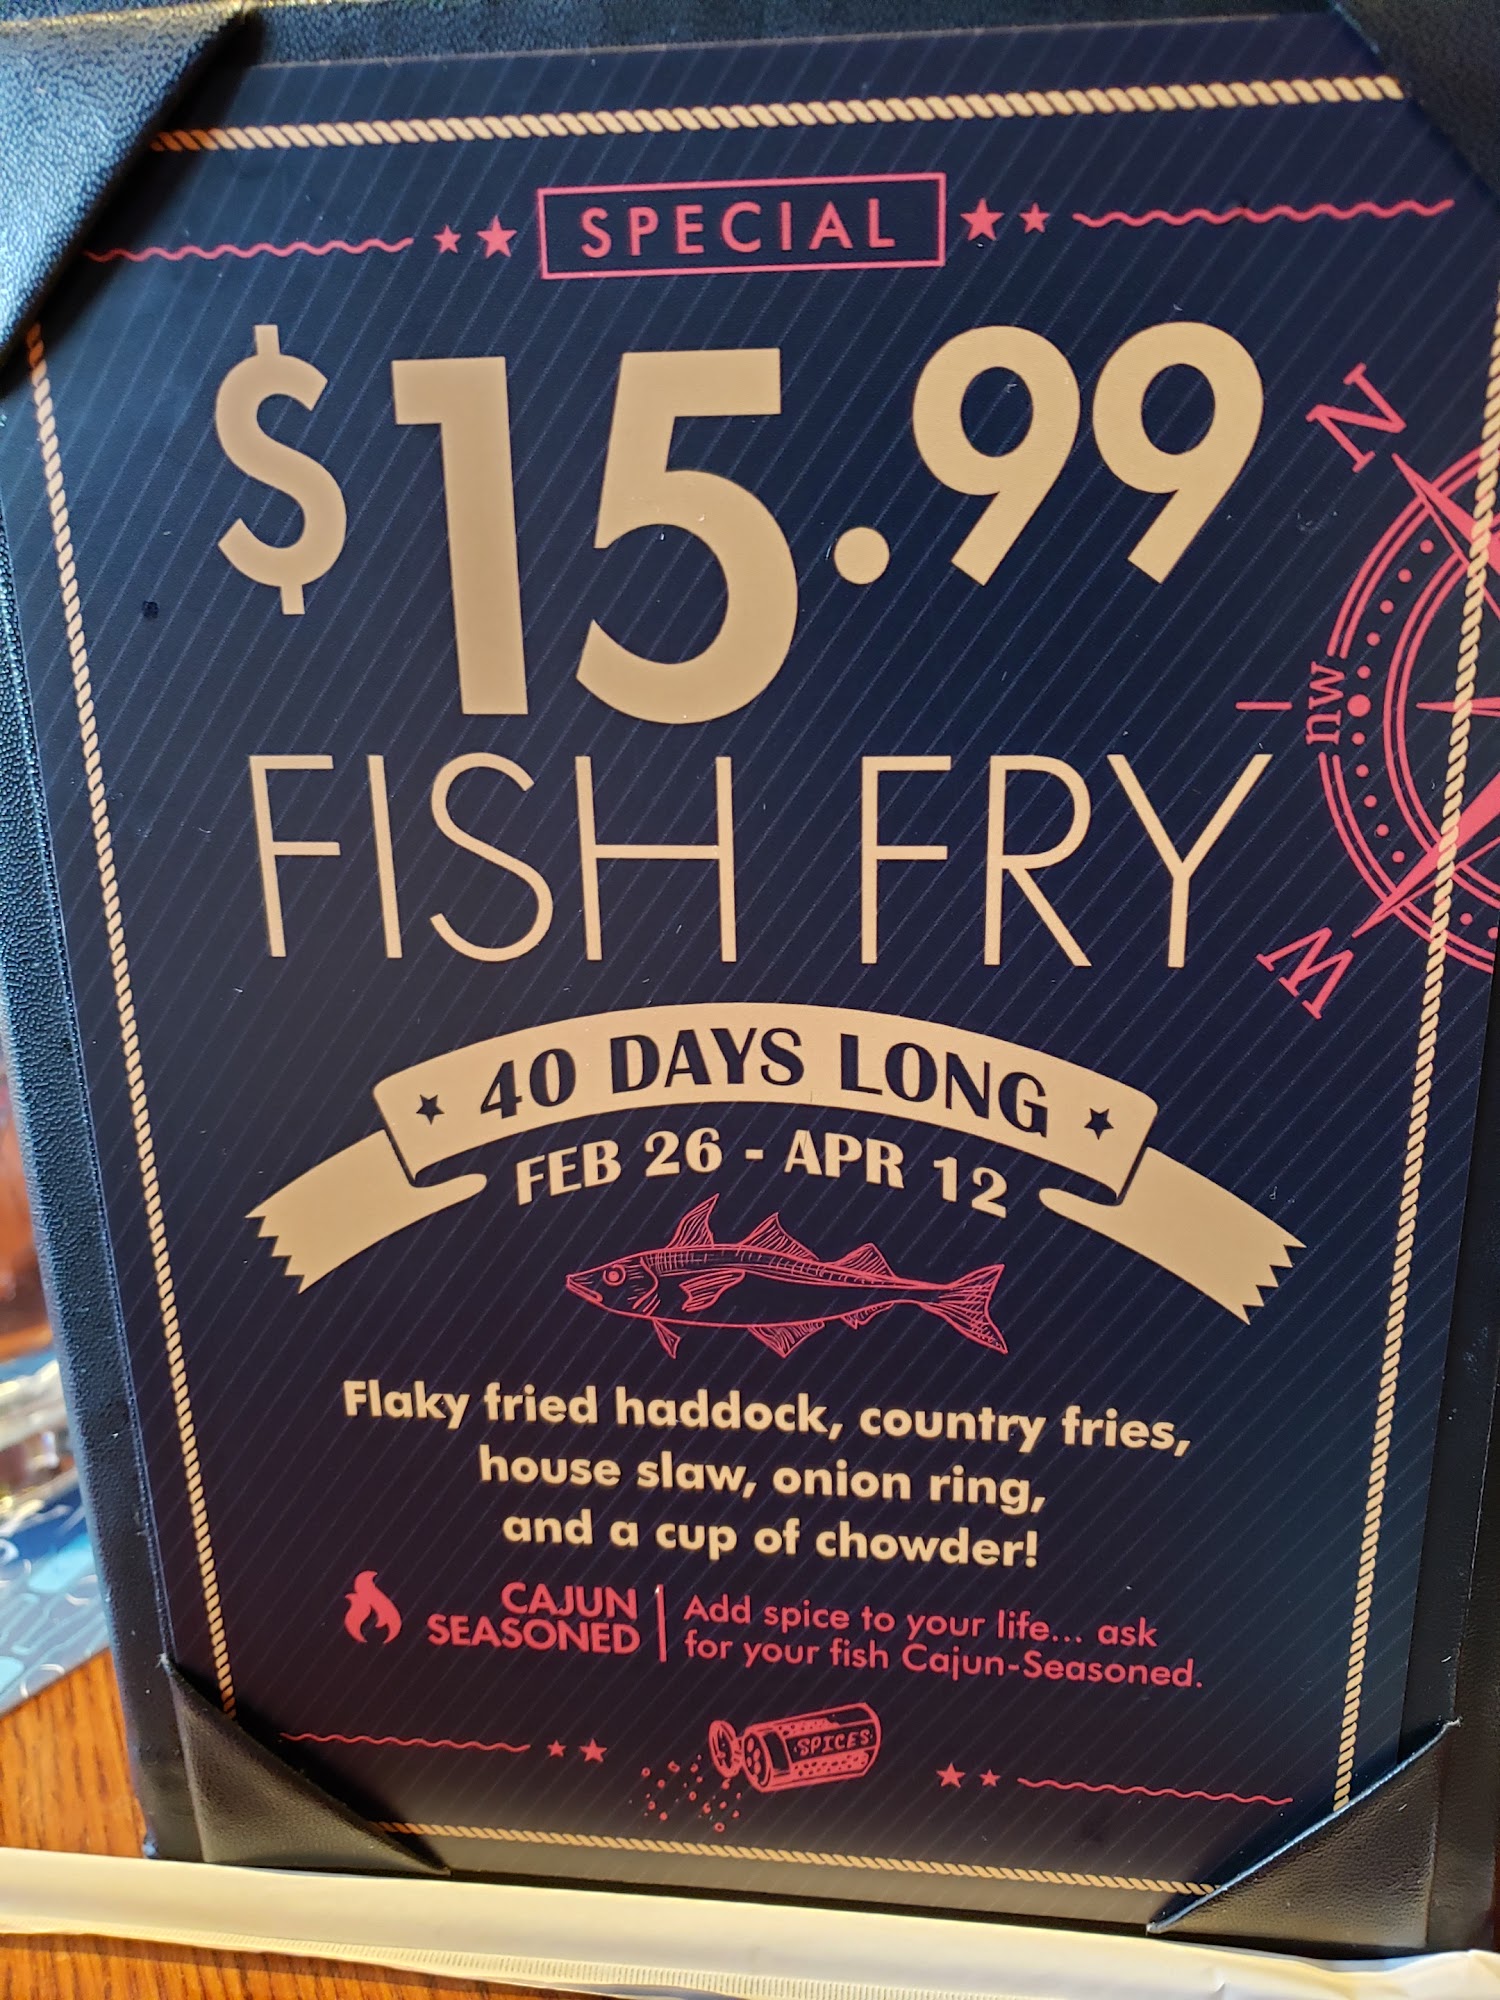 SPECIAL
$15.99
FISH FRY
N
nw
W
40 DAYS LONG
FEB 26 - APR 12
Flaky fried haddock, country fries,
house slaw, onion ring,
and a cup of chowder!
CAJUN
SEASONED
Add spice to your life... ask
for your fish Cajun-Seasoned.
SPICES